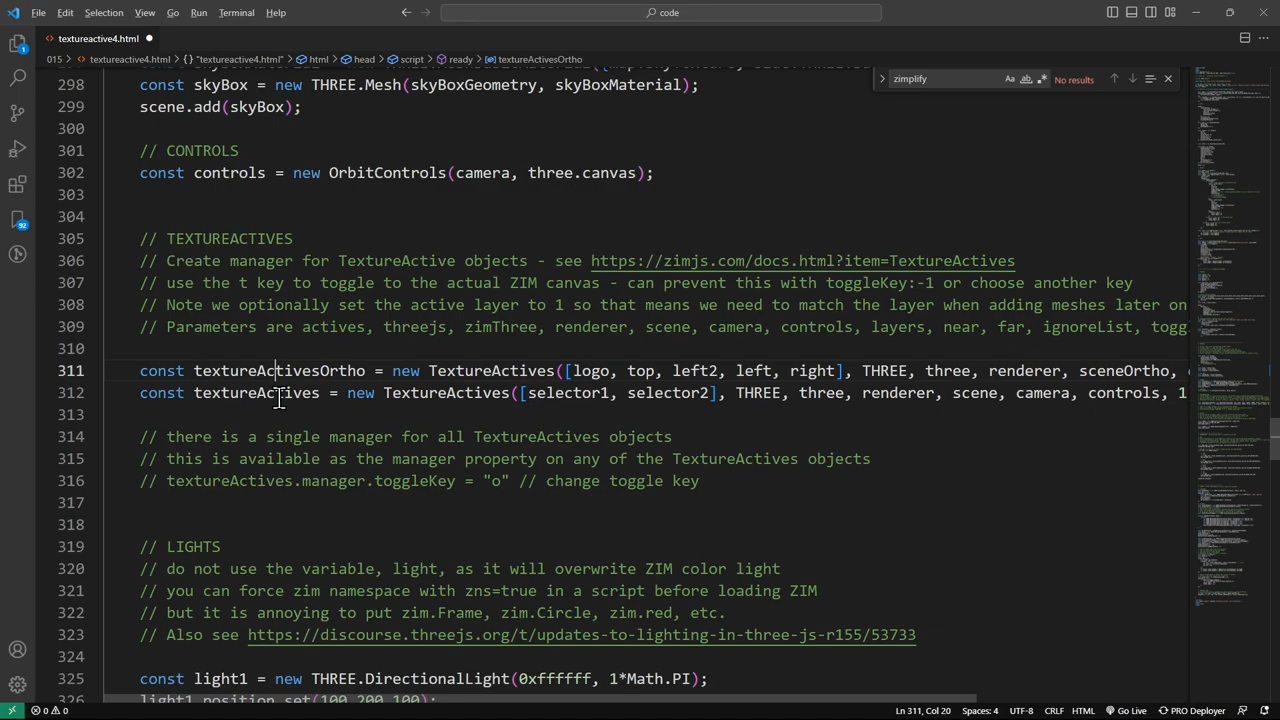 File Edit Selection View Go Run Terminal Help
code
textureactive4.html
015 > textureactive4.html > "textureactive4.html" > html > head > script > ready > textureActivesOrtho
zimplify
No results
298 const skyBox = new THREE.Mesh(skyBoxGeometry, skyBoxMaterial);
299 scene.add(skyBox);
300
301 // CONTROLS
302 const controls = new OrbitControls(camera, three.canvas);
303
304
305 // TEXTUREACTIVES
306 // Create manager for TextureActive objects - see https://zimjs.com/docs.html?item=TextureActives
307 // use the t key to toggle to the actual ZIM canvas - can prevent this with toggleKey:-1 or choose another key
308 // Note we optionally set the active layer to 1 so that means we need to match the layer when adding meshes later on
309 // Parameters are actives, threejs, zimThree, renderer, scene, camera, controls, layers, near, far, ignoreList, togg
310
311 const textureActivesOrtho = new TextureActives([logo, top, left2, left, right], THREE, three, renderer, sceneOrtho,
312 const textureActives = new TextureActives([selector1, selector2], THREE, three, renderer, scene, camera, controls, 1
313
314 // there is a single manager for all TextureActives objects
315 // this is available as the manager property on any of the TextureActives objects
316 // textureActives.manager.toggleKey = "o" // change toggle key
317
318
319 // LIGHTS
320 // do not use the variable, light, as it will overwrite ZIM color light
321 // you can force zim namespace with zns=true in a script before loading ZIM
322 // but it is annoying to put zim.Frame, zim.circle, zim.red, etc.
323 // Also see https://discourse.threejs.org/t/updates-to-lighting-in-three-js-r155/53733
324
325 const light1 = new THREE.DirectionalLight(0xffffff, 1*Math.PI);
326 light1.position.set(100,200,100);
0 0 Ln 311, Col 20 Spaces: 4 UTF-8 CRLF HTML Go Live PRO Deployer